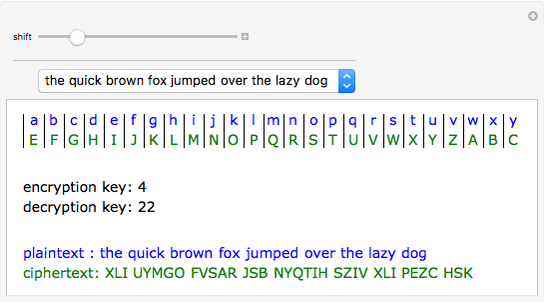 shift
the quick brown fox jumped over the lazy dog
a b c d e f g h i j k l m n o p q r s t u v w x y
E F G H I J K L M N O P Q R S T U V W X Y Z A B C
encryption key: 4
decryption key: 22
plaintext : the quick brown fox jumped over the lazy dog
ciphertext: XLI UYMGO FVSAR JSB NYQTIH SZIV XLI PEZC HSK